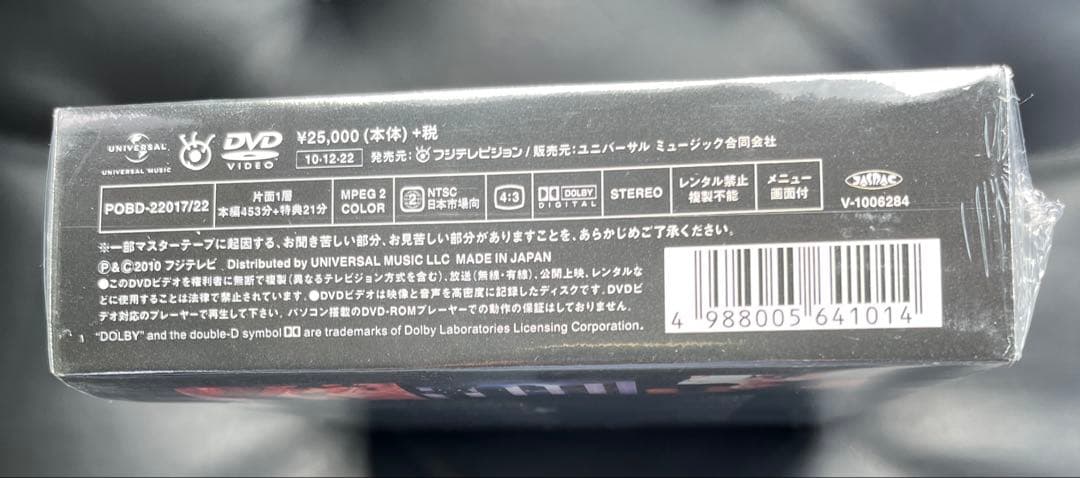 UNIVERSAL
UNIVERSAL MUSIC
DVD
VIDEO
¥25,000 (本体) +税
10・12・22 発売元: フジテレビジョン / 販売元: ユニバーサル ミュージック合同会社
POBD-22017/22
片面1層
本編453分+特典21分
MPEG 2
COLOR
2
NTSC
日本市場向
4:3
DOLBY
DIGITAL
STEREO
レンタル禁止
複製不能
メニュー
画面付
JASRAC
V-1006284
※一部マスターテープに起因する、お聞き苦しい部分、お見苦しい部分がありますことを、あらかじめご了承ください。
Ⓟ&©2010 フジテレビ Distributed by UNIVERSAL MUSIC LLC MADE IN JAPAN
●このDVDビデオを権利者に無断で複製(異なるテレビジョン方式を含む)、放送(無線・有線)、公開上映、レンタルな
どに使用することは法律で禁止されています。●DVDビデオは映像と音声を高密度に記録したディスクです。DVDビ
デオ対応のプレーヤーで再生して下さい。パソコン搭載のDVD-ROMプレーヤーでの動作の保証はしておりません。
"DOLBY" and the double-D symbol are trademarks of Dolby Laboratories Licensing Corporation.
4 988005 641014